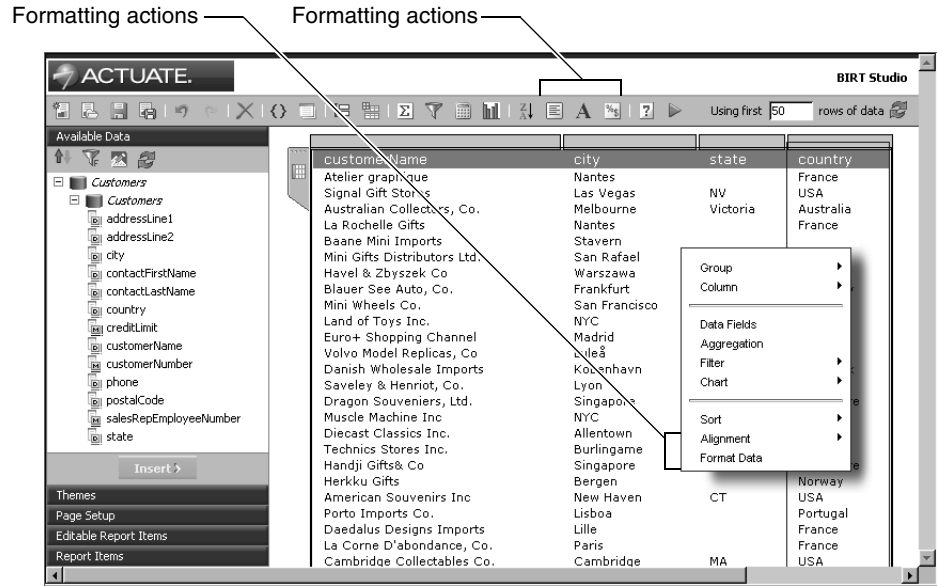 Formatting actions Formatting actions
ACTUATE.
BIRT Studio
Using first 50 rows of data
Available Data
Customers
Customers
addressLine1
addressLine2
city
contactFirstName
contactLastName
country
creditLimit
customerName
customerNumber
phone
postalCode
salesRepEmployeeNumber
state
Insert
Themes
Page Setup
Editable Report Items
Report Items
customerName city state country
Atelier graphique Nantes France
Signal Gift Stores Las Vegas NV USA
Australian Collectors, Co. Melbourne Victoria Australia
La Rochelle Gifts Nantes France
Baane Mini Imports Stavern
Mini Gifts Distributors Ltd. San Rafael
Havel & Zbyszek Co Warszawa
Blauer See Auto, Co. Frankfurt
Mini Wheels Co. San Francisco
Land of Toys Inc. NYC
Euro+ Shopping Channel Madrid
Volvo Model Replicas, Co Luleå
Danish Wholesale Imports Kobenhavn
Saveley & Henriot, Co. Lyon
Dragon Souveniers, Ltd. Singapore
Muscle Machine Inc NYC
Diecast Classics Inc. Allentown
Technics Stores Inc. Burlingame
Handji Gifts& Co Singapore
Herkku Gifts Bergen Norway
American Souvenirs Inc New Haven CT USA
Porto Imports Co. Lisboa Portugal
Daedalus Designs Imports Lille France
La Corne D'abondance, Co. Paris France
Cambridge Collectables Co. Cambridge MA USA
Group
Column
Data Fields
Aggregation
Filter
Chart
Sort
Alignment
Format Data